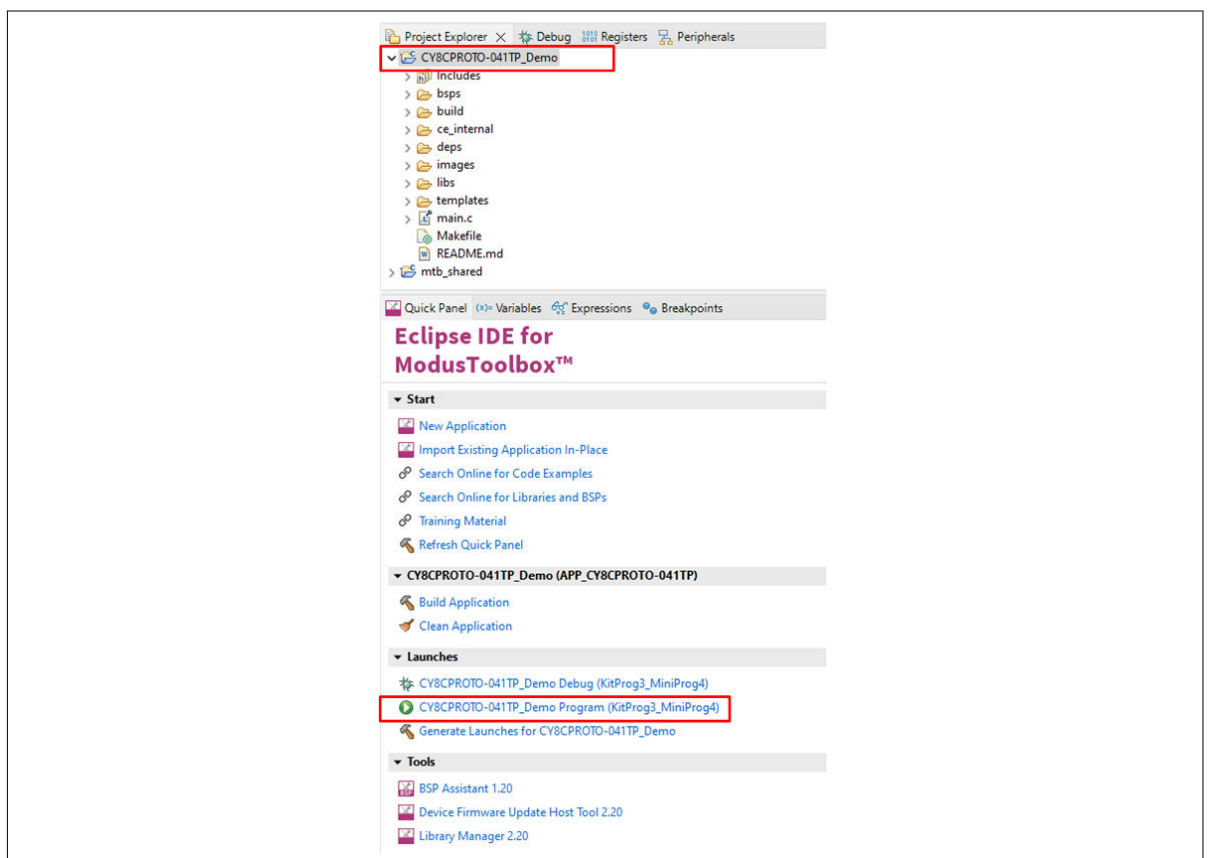 Project Explorer Debug Registers Peripherals
CY8CPROTO-041TP_Demo
Includes
bsps
build
ce_internal
deps
images
libs
templates
main.c
Makefile
README.md
mtb_shared
Quick Panel (x)= Variables Expressions Breakpoints
Eclipse IDE for
ModusToolbox™
Start
New Application
Import Existing Application In-Place
Search Online for Code Examples
Search Online for Libraries and BSPs
Training Material
Refresh Quick Panel
CY8CPROTO-041TP_Demo (APP_CY8CPROTO-041TP)
Build Application
Clean Application
Launches
CY8CPROTO-041TP_Demo Debug (KitProg3_MiniProg4)
CY8CPROTO-041TP_Demo Program (KitProg3_MiniProg4)
Generate Launches for CY8CPROTO-041TP_Demo
Tools
BSP Assistant 1.20
Device Firmware Update Host Tool 2.20
Library Manager 2.20